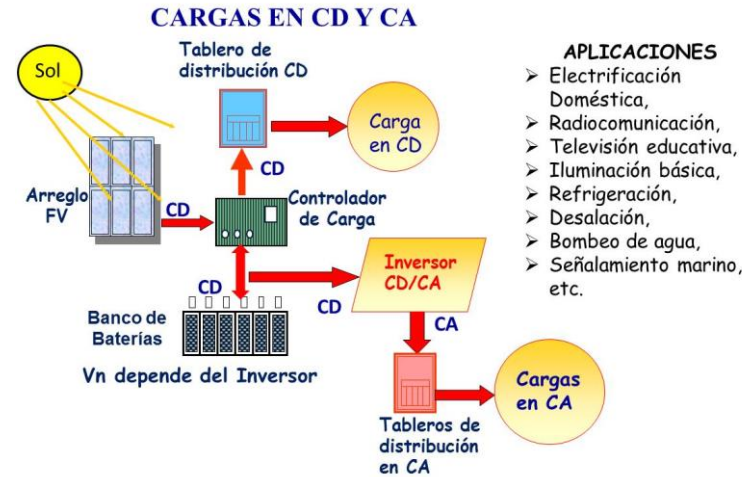 CARGAS EN CD Y CA
Sol
Tablero de
distribución CD
Carga
en CD
CD
Arreglo
FV
CD
Controlador
de Carga
CD
Inversor
CD/CA
CD
CA
Banco de
Baterías
Vn depende del Inversor
Tableros de
distribución
en CA
Cargas
en CA
APLICACIONES
➢ Electrificación
Doméstica,
➢ Radiocomunicación,
➢ Televisión educativa,
➢ Iluminación básica,
➢ Refrigeración,
➢ Desalación,
➢ Bombeo de agua,
➢ Señalamiento marino,
etc.